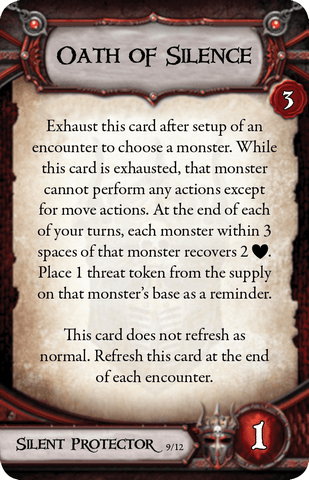 Oath of Silence
3
Exhaust this card after setup of an
encounter to choose a monster. While
this card is exhausted, that monster
cannot perform any actions except
for move actions. At the end of each
of your turns, each monster within 3
spaces of that monster recovers 2 ♥.
Place 1 threat token from the supply
on that monster's base as a reminder.
This card does not refresh as
normal. Refresh this card at the end
of each encounter.
Silent Protector 9/12
1